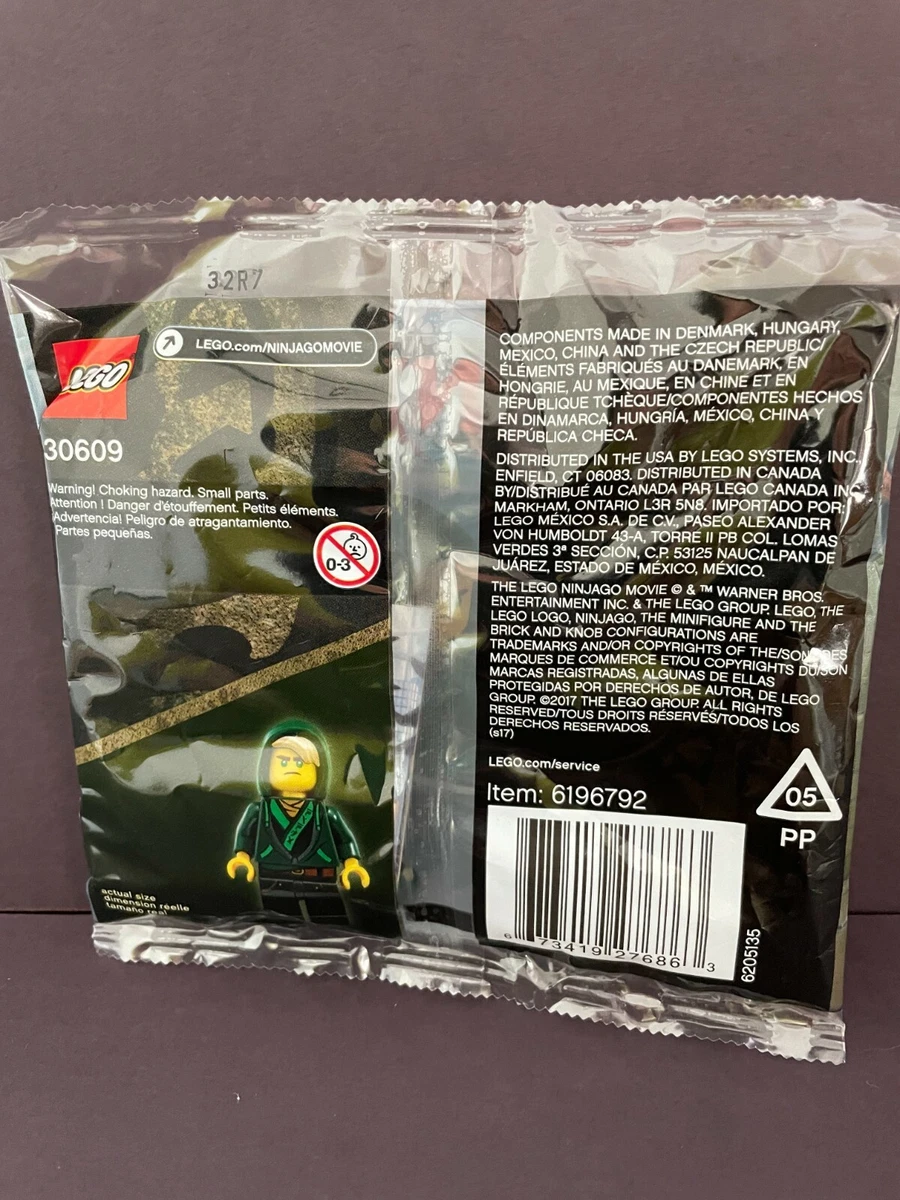 32R7
LEGO
LEGO.com/NINJAGOMOVIE
30609
Warning! Choking hazard. Small parts.
Attention ! Danger d'étouffement. Petits éléments.
¡Advertencia! Peligro de atragantamiento.
Partes pequeñas.
0-3
actual size
dimension réelle
tamaño real
COMPONENTS MADE IN DENMARK, HUNGARY,
MEXICO, CHINA AND THE CZECH REPUBLIC/
ÉLÉMENTS FABRIQUÉS AU DANEMARK, EN
HONGRIE, AU MEXIQUE, EN CHINE ET EN
RÉPUBLIQUE TCHÈQUE/COMPONENTES HECHOS
EN DINAMARCA, HUNGRÍA, MÉXICO, CHINA Y
REPÚBLICA CHECA.
DISTRIBUTED IN THE USA BY LEGO SYSTEMS, INC.,
ENFIELD, CT 06083. DISTRIBUTED IN CANADA
BY/DISTRIBUÉ AU CANADA PAR LEGO CANADA INC.
MARKHAM, ONTARIO L3R 5N8. IMPORTADO POR:
LEGO MÉXICO S.A. DE C.V., PASEO ALEXANDER
VON HUMBOLDT 43-A, TORRE II PB COL. LOMAS
VERDES 3ª SECCIÓN, C.P. 53125 NAUCALPAN DE
JUÁREZ, ESTADO DE MÉXICO, MÉXICO.
THE LEGO NINJAGO MOVIE © & ™ WARNER BROS.
ENTERTAINMENT INC. & THE LEGO GROUP. LEGO, THE
LEGO LOGO, NINJAGO, THE MINIFIGURE AND THE
BRICK AND KNOB CONFIGURATIONS ARE
TRADEMARKS AND/OR COPYRIGHTS OF THE/SON DES
MARQUES DE COMMERCE ET/OU COPYRIGHTS DU/SON
MARCAS REGISTRADAS, ALGUNAS DE ELLAS
PROTEGIDAS POR DERECHOS DE AUTOR, DE LEGO
GROUP. ©2017 THE LEGO GROUP. ALL RIGHTS
RESERVED/TOUS DROITS RÉSERVÉS/TODOS LOS
DERECHOS RESERVADOS.
(s17)
LEGO.com/service
Item: 6196792
05
PP
6 73419 27686 3
6205135